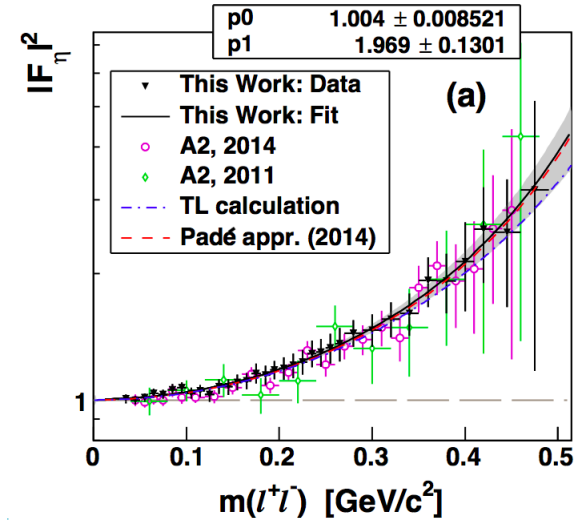 p0 1.004 ± 0.008521
p1 1.969 ± 0.1301
|Fη|²
(a)
This Work: Data
This Work: Fit
A2, 2014
A2, 2011
TL calculation
Padé appr. (2014)
1
0 0.1 0.2 0.3 0.4 0.5
m(l⁺l⁻) [GeV/c²]